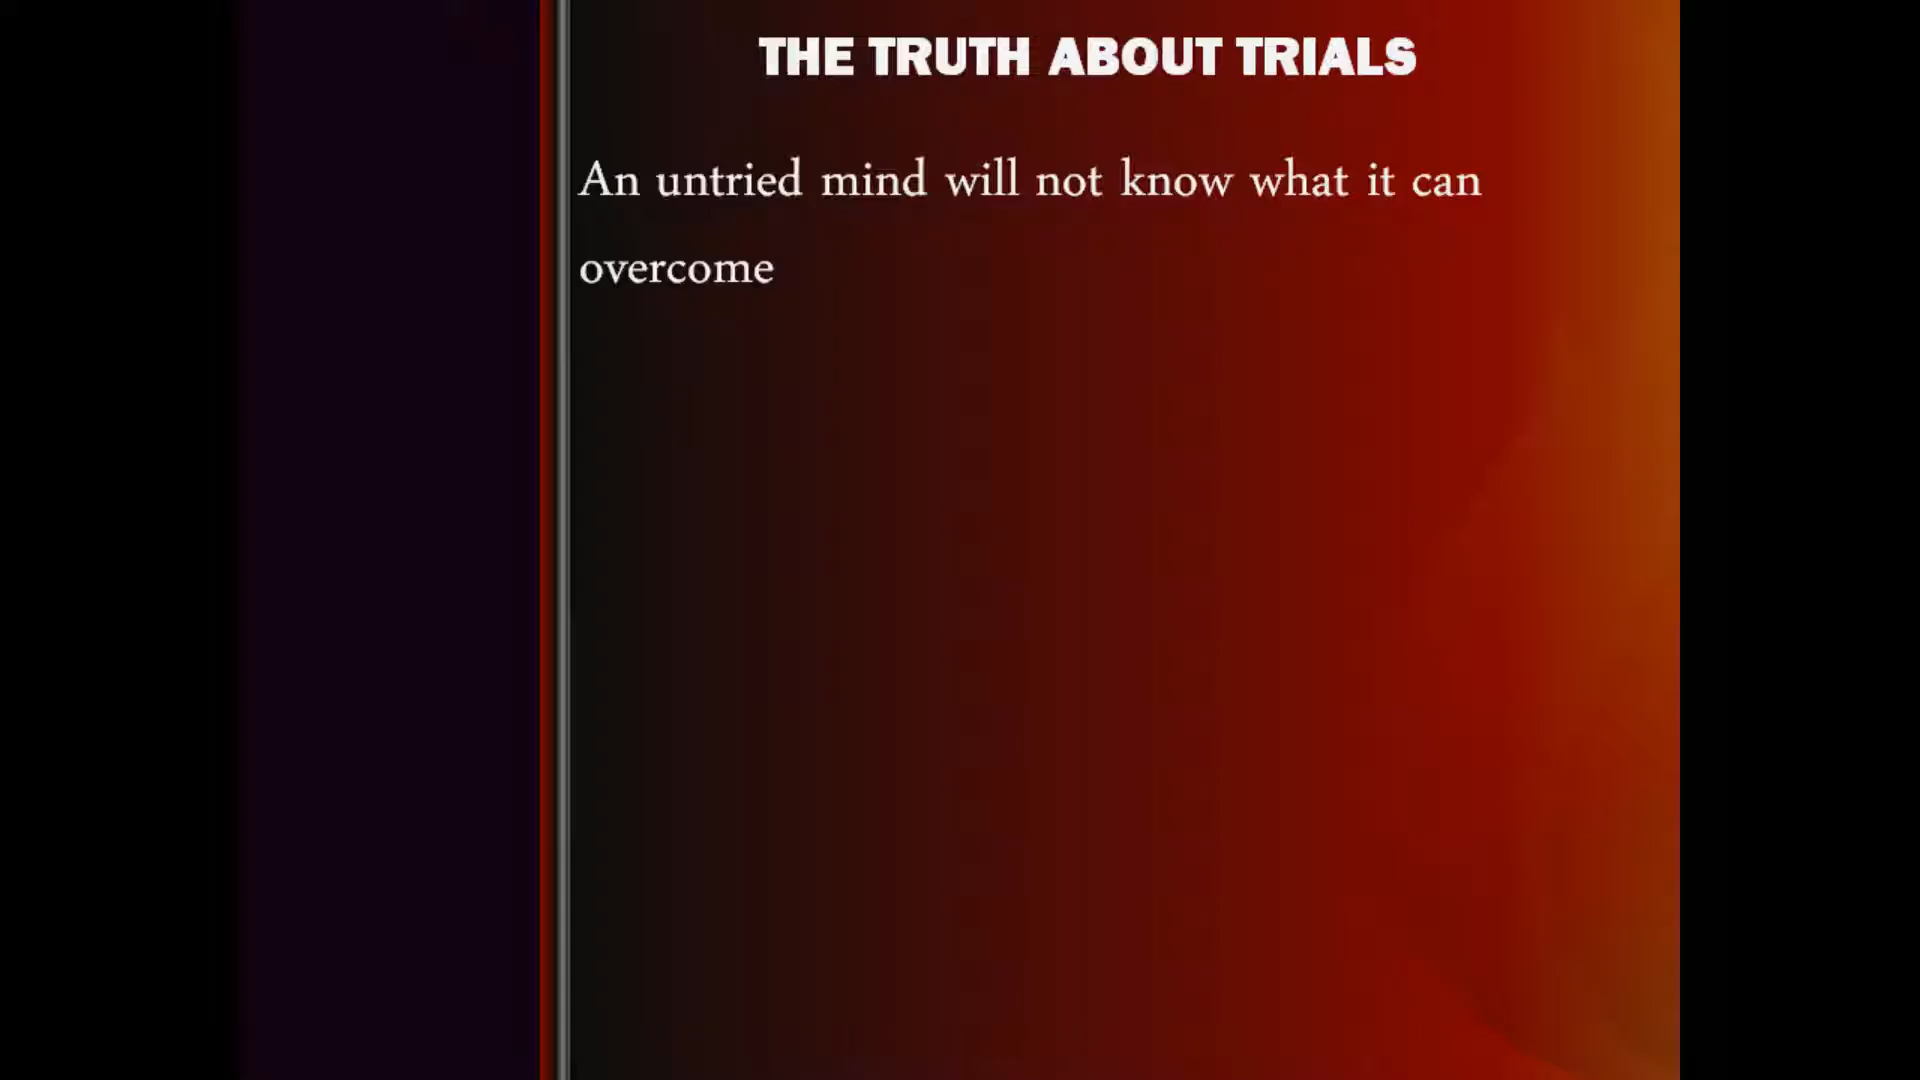 THE TRUTH ABOUT TRIALS
An untried mind will not know what it can
overcome